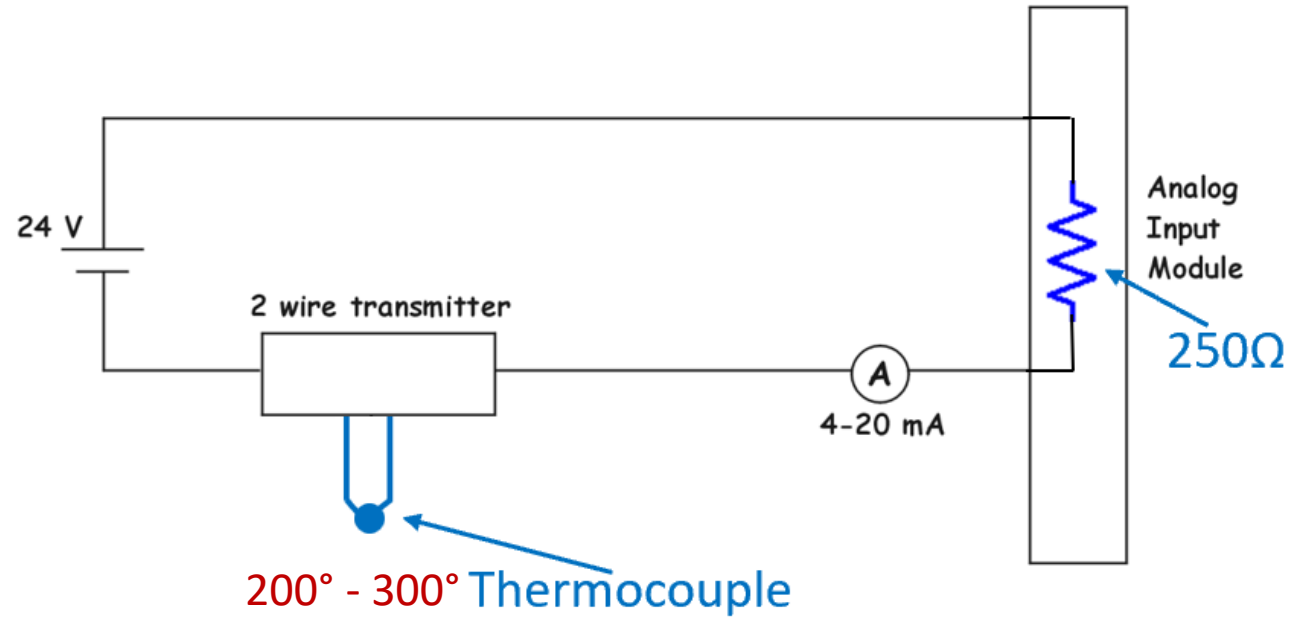 24 V
2 wire transmitter
A
4-20 mA
Analog
Input
Module
250Ω
200° - 300° Thermocouple